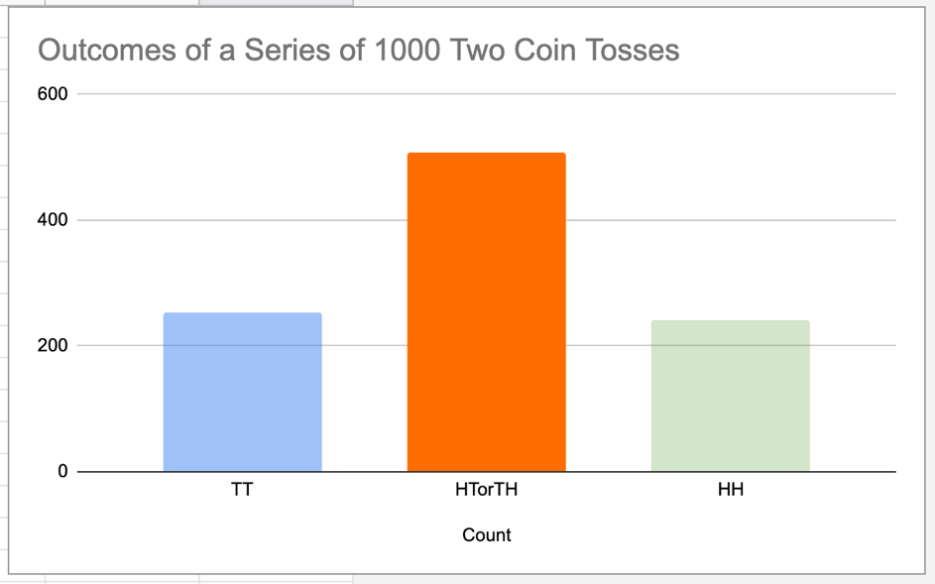 Outcomes of a Series of 1000 Two Coin Tosses
600
400
200
0
TT HTorTH HH
Count